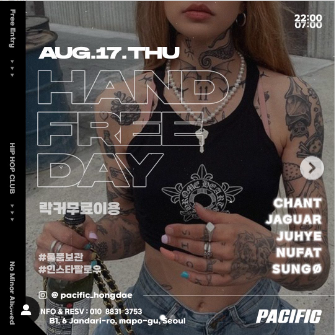 22:00
07:00
AUG.17.THU
HAND
FREE
DAY
락커무료이용
#물품보관
#인스타팔로우
CHANT
JAGUAR
JUHYE
NUFAT
SUNGØ
@ pacific_hongdae
INFO & RESV : 010 8831 3753
B1, 6 Jandari-ro, mapo-gu, Seoul
PACIFIC
Free Entry
HIP HOP CLUB
No Minor Allowed